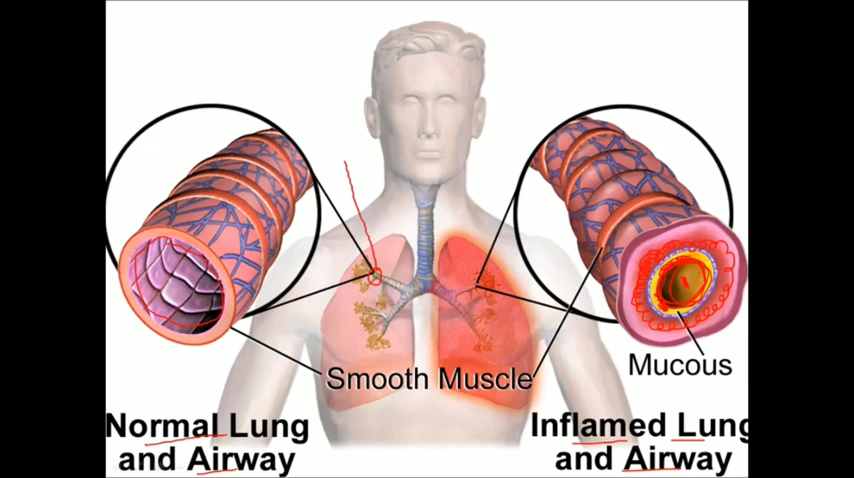 Smooth Muscle
Mucous
Normal Lung
and Airway
Inflamed Lung
and Airway